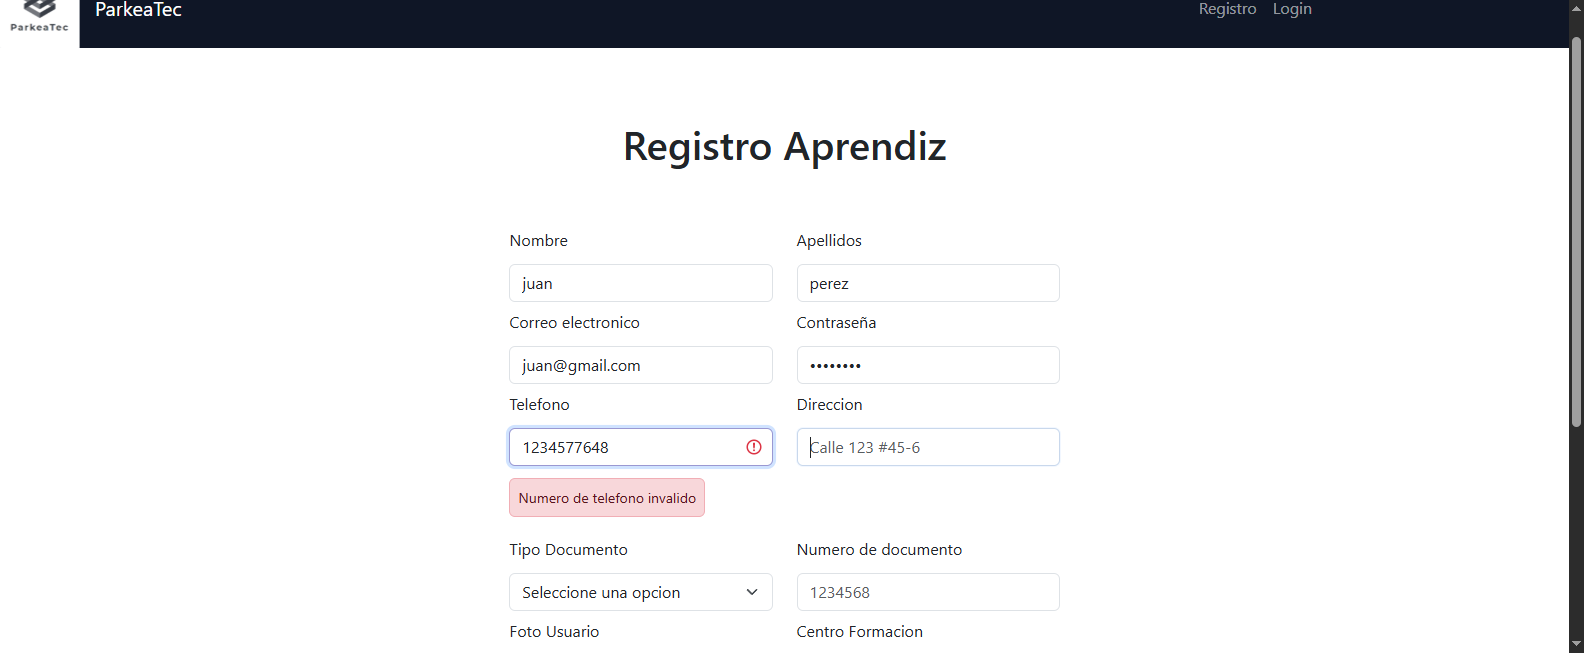 ParkeaTec
ParkeaTec
Registro Login
Registro Aprendiz
Nombre Apellidos
juan perez
Correo electronico Contraseña
juan@gmail.com ••••••••
Telefono Direccion
1234577648 Calle 123 #45-6
Numero de telefono invalido
Tipo Documento Numero de documento
Seleccione una opcion 1234568
Foto Usuario Centro Formacion